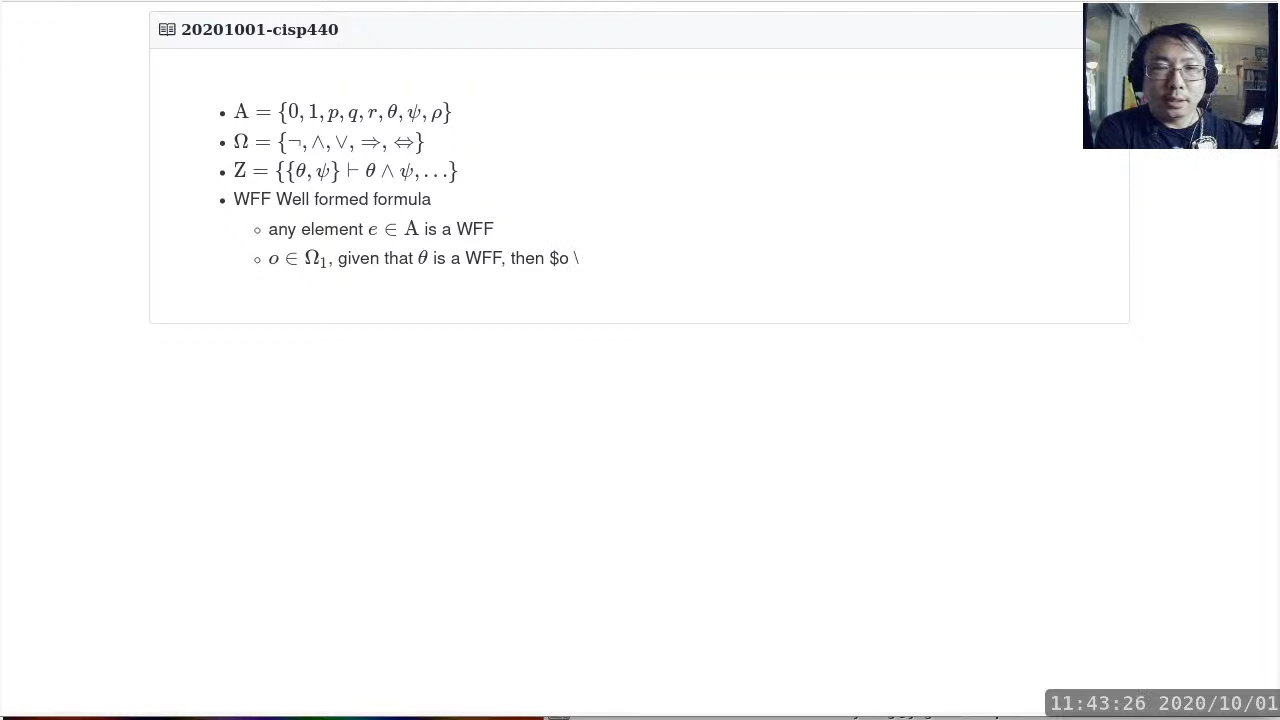 20201001-cisp440
A = {0, 1, p, q, r, θ, ψ, ρ}
Ω = {¬, ∧, ∨, ⇒, ⇔}
Z = {{θ, ψ} ⊢ θ ∧ ψ, …}
WFF Well formed formula
any element e ∈ A is a WFF
o ∈ Ω₁, given that θ is a WFF, then $o \
11:43:26 2020/10/01